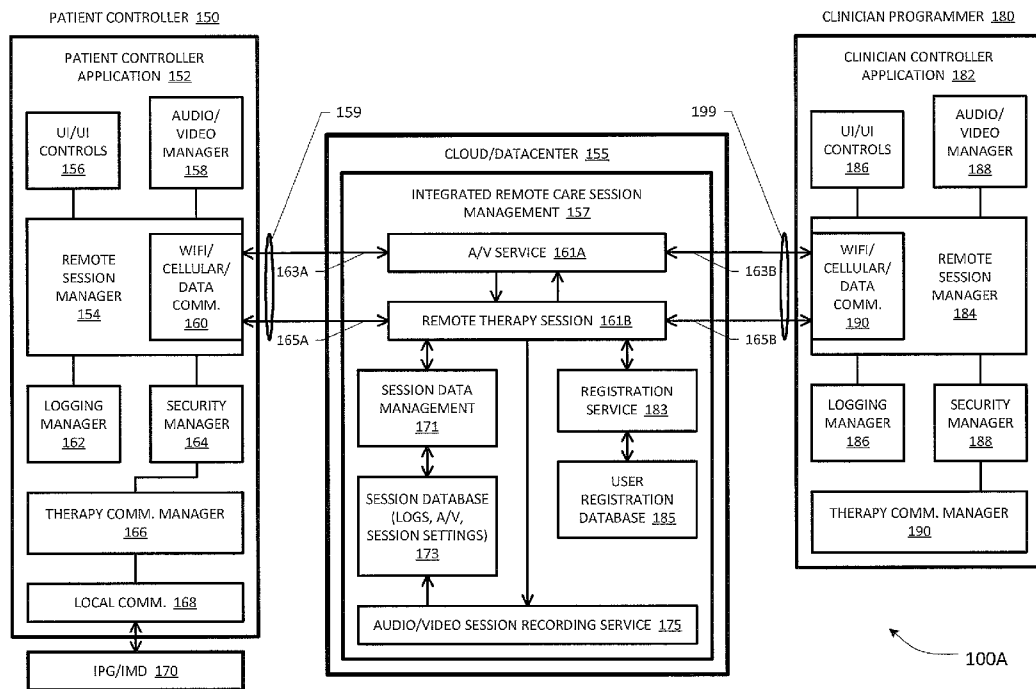 PATIENT CONTROLLER 150
PATIENT CONTROLLER
APPLICATION 152
UI/UI
CONTROLS
156
AUDIO/
VIDEO
MANAGER
158
REMOTE
SESSION
MANAGER
154
WIFI/
CELLULAR/
DATA
COMM.
160
LOGGING
MANAGER
162
SECURITY
MANAGER
164
THERAPY COMM. MANAGER
166
LOCAL COMM. 168
IPG/IMD 170
159
163A
165A
CLOUD/DATACENTER 155
INTEGRATED REMOTE CARE SESSION
MANAGEMENT 157
A/V SERVICE 161A
REMOTE THERAPY SESSION 161B
SESSION DATA
MANAGEMENT
171
REGISTRATION
SERVICE 183
SESSION DATABASE
(LOGS, A/V,
SESSION SETTINGS)
173
USER
REGISTRATION
DATABASE 185
AUDIO/VIDEO SESSION RECORDING SERVICE 175
199
163B
165B
CLINICIAN PROGRAMMER 180
CLINICIAN CONTROLLER
APPLICATION 182
UI/UI
CONTROLS
186
AUDIO/
VIDEO
MANAGER
188
WIFI/
CELLULAR/
DATA
COMM.
190
REMOTE
SESSION
MANAGER
184
LOGGING
MANAGER
186
SECURITY
MANAGER
188
THERAPY COMM. MANAGER
190
100A